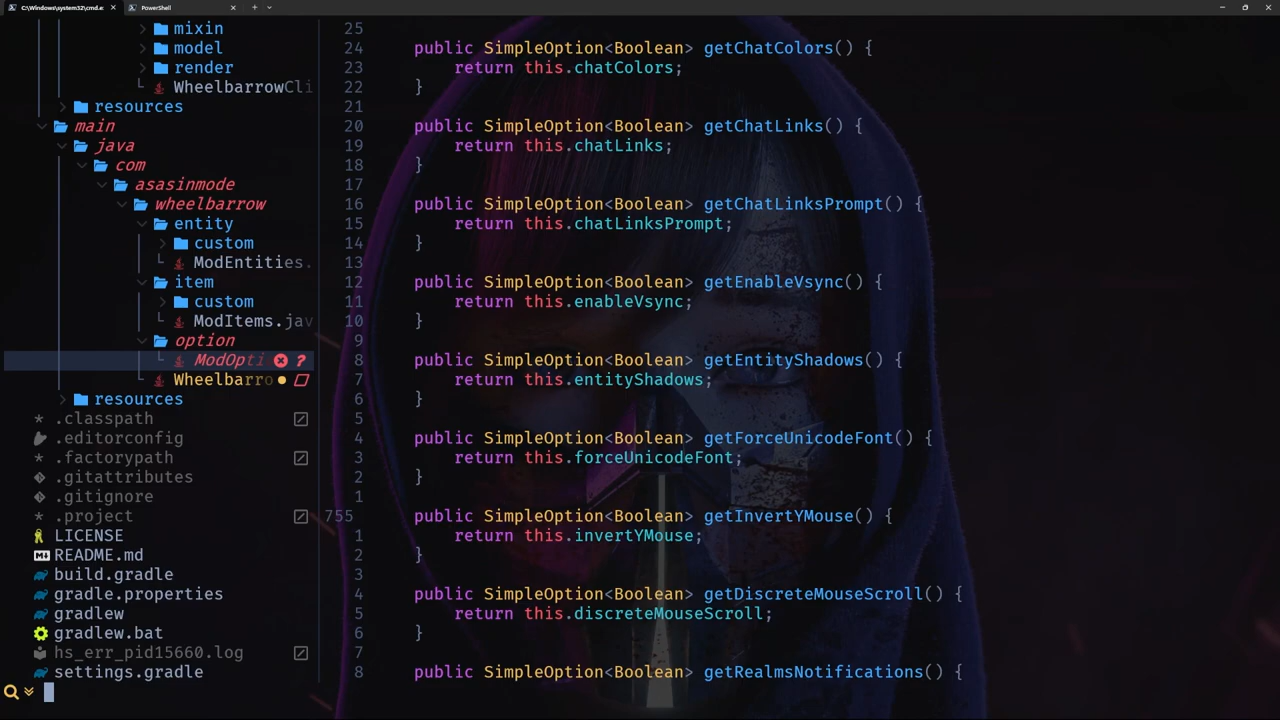 C:\Windows\system32\cmd.e
PowerShell
mixin
model
render
WheelbarrowCli
resources
main
java
com
asasinmode
wheelbarrow
entity
custom
ModEntities.
item
custom
ModItems.jav
option
ModOpti
Wheelbarro
resources
.classpath
.editorconfig
.factorypath
.gitattributes
.gitignore
.project
LICENSE
README.md
build.gradle
gradle.properties
gradlew
gradlew.bat
hs_err_pid15660.log
settings.gradle
25
24 public SimpleOption<Boolean> getChatColors() {
23 return this.chatColors;
22 }
21
20 public SimpleOption<Boolean> getChatLinks() {
19 return this.chatLinks;
18 }
17
16 public SimpleOption<Boolean> getChatLinksPrompt() {
15 return this.chatLinksPrompt;
14 }
13
12 public SimpleOption<Boolean> getEnableVsync() {
11 return this.enableVsync;
10 }
9
8 public SimpleOption<Boolean> getEntityShadows() {
7 return this.entityShadows;
6 }
5
4 public SimpleOption<Boolean> getForceUnicodeFont() {
3 return this.forceUnicodeFont;
2 }
1
755 public SimpleOption<Boolean> getInvertYMouse() {
1 return this.invertYMouse;
2 }
3
4 public SimpleOption<Boolean> getDiscreteMouseScroll() {
5 return this.discreteMouseScroll;
6 }
7
8 public SimpleOption<Boolean> getRealmsNotifications() {